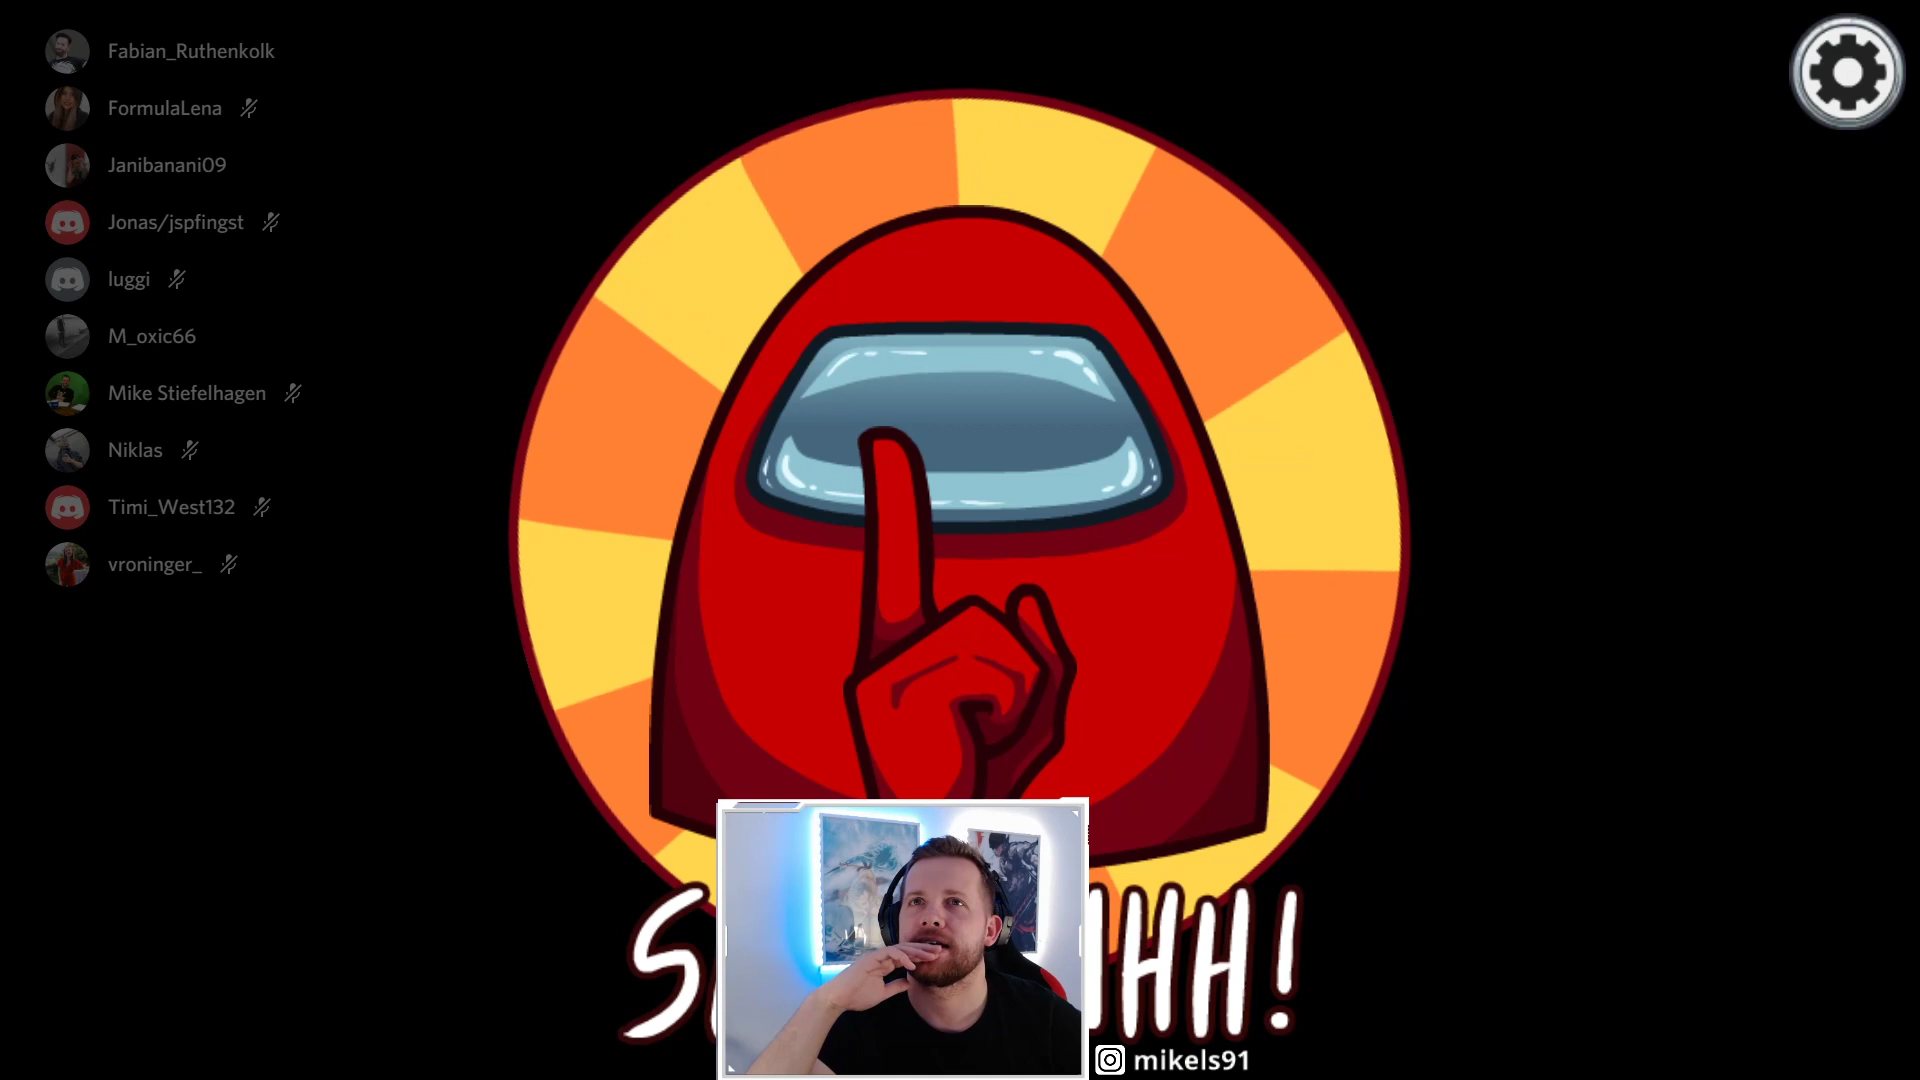 Fabian_Ruthenkolk
FormulaLena
Janibanani09
Jonas/jspfingst
luggi
M_oxic66
Mike Stiefelhagen
Niklas
Timi_West132
vroninger_
mikels91